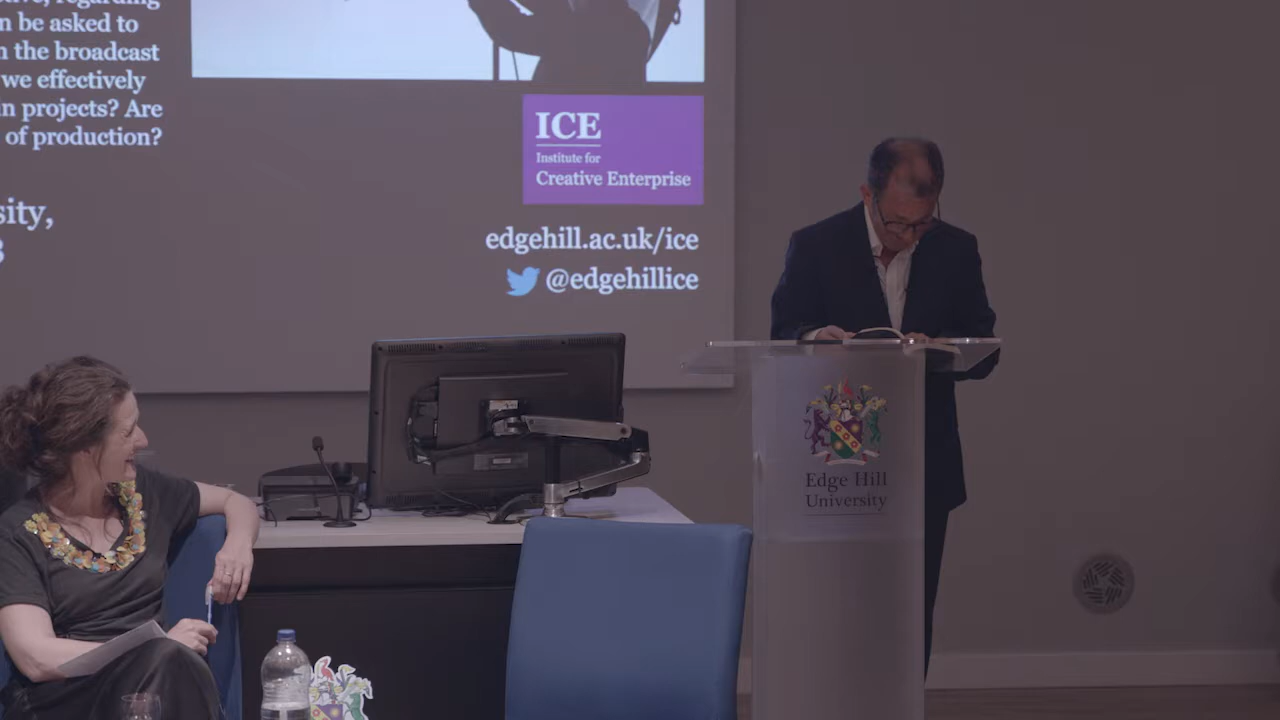 be asked to
the broadcast
we effectively
projects? Are
of production?
ICE
Institute for
Creative Enterprise
edgehill.ac.uk/ice
@edgehillice
Edge Hill
University